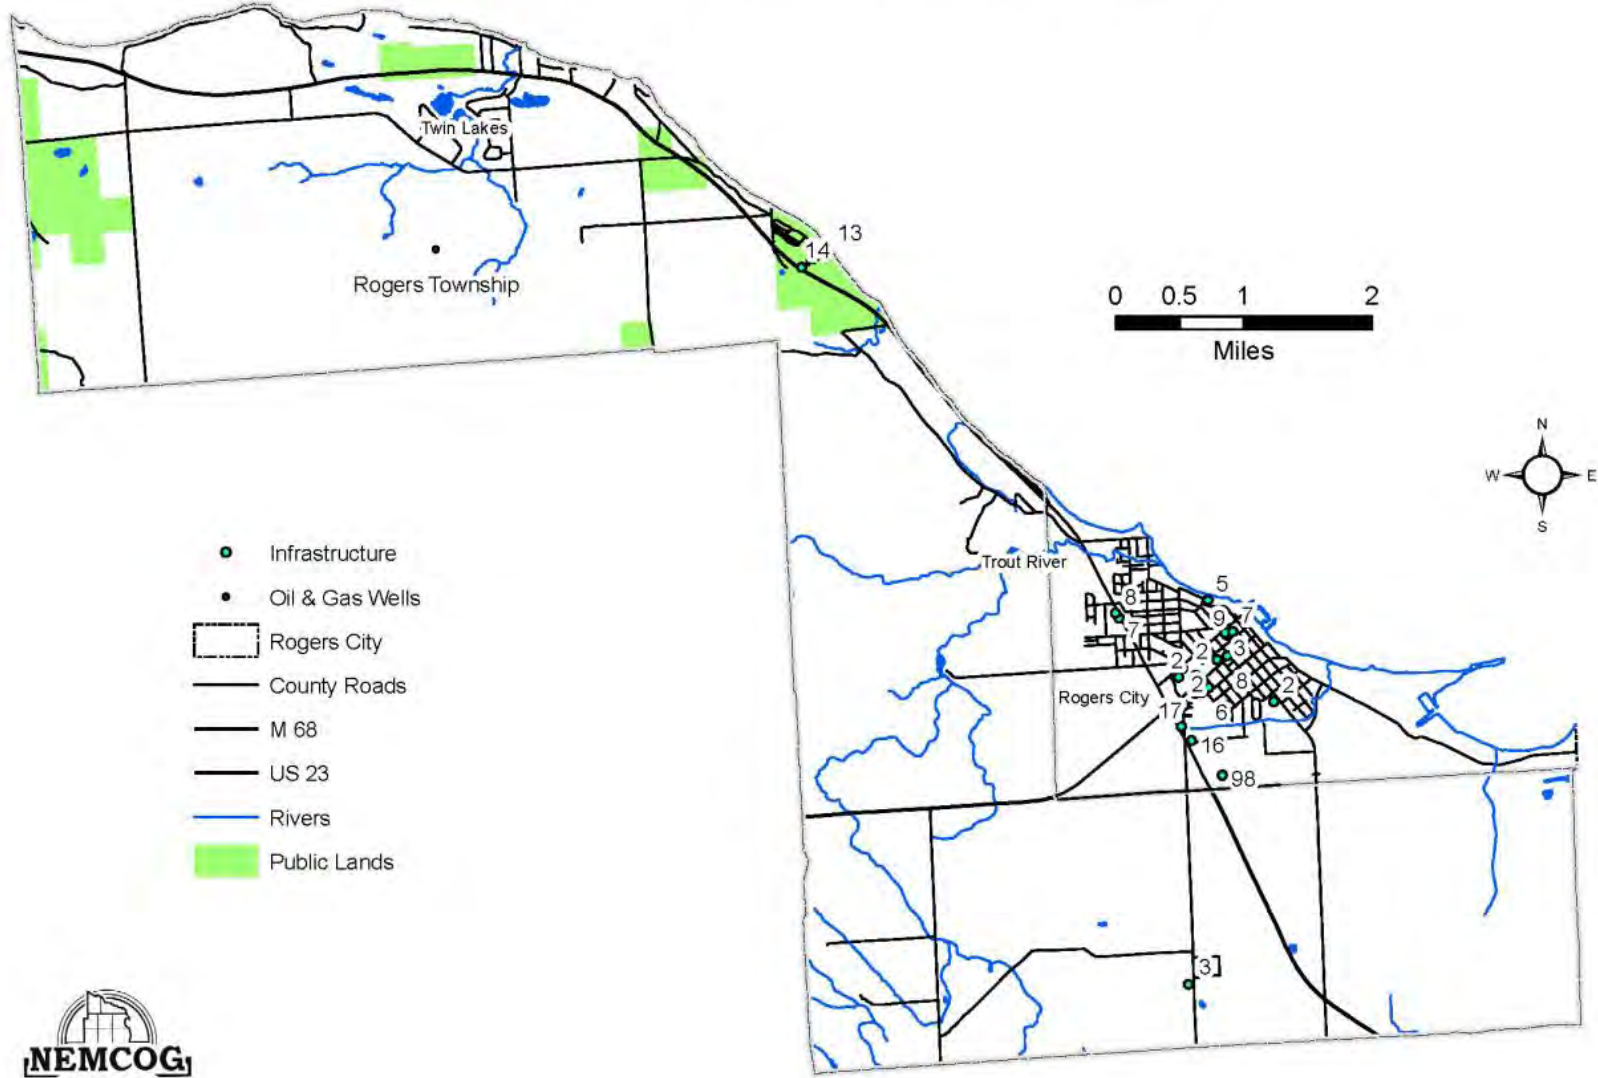 Twin Lakes
13
14
Rogers Township
0 0.5 1 2
Miles
N
W E
S
Infrastructure
Oil & Gas Wells
Rogers City
County Roads
M 68
US 23
Rivers
Public Lands
Trout River
5
8
9 7
7
3
2 2
2 8 2
Rogers City
17 6
16
98
3
NEMCOG